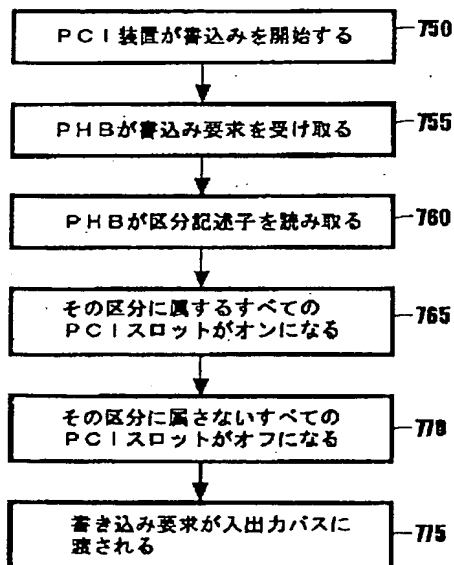 PCI装置が書込みを開始する
750
PHBが書込み要求を受け取る
755
PHBが区分記述子を読み取る
760
その区分に属するすべての
PCIスロットがオンになる
765
その区分に属さないすべての
PCIスロットがオフになる
770
書き込み要求が入出力バスに
渡される
775